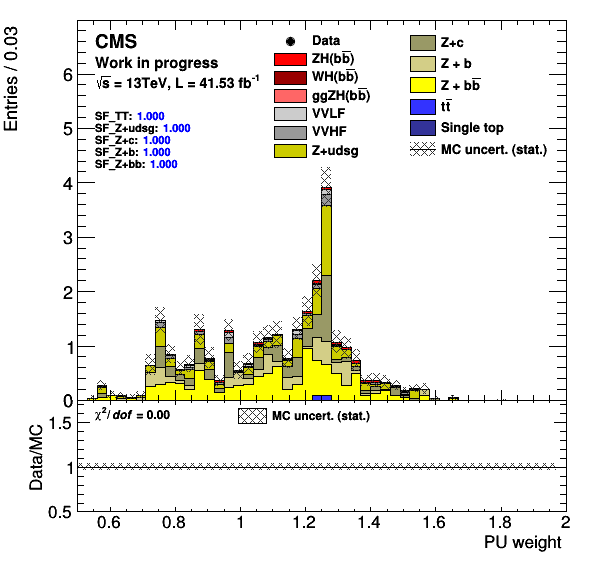 Entries / 0.03
CMS
Work in progress
√s = 13TeV, L = 41.53 fb⁻¹
SF_TT: 1.000
SF_Z+udsg: 1.000
SF_Z+c: 1.000
SF_Z+b: 1.000
SF_Z+bb: 1.000
Data
ZH(bb̅)
WH(bb̅)
ggZH(bb̅)
VVLF
VVHF
Z+udsg
Z+c
Z + b
Z + bb̅
tt̅
Single top
MC uncert. (stat.)
6
5
4
3
2
1
0
χ²/dof = 0.00
MC uncert. (stat.)
Data/MC
1.5
1
0.5
0.6 0.8 1 1.2 1.4 1.6 1.8 2
PU weight